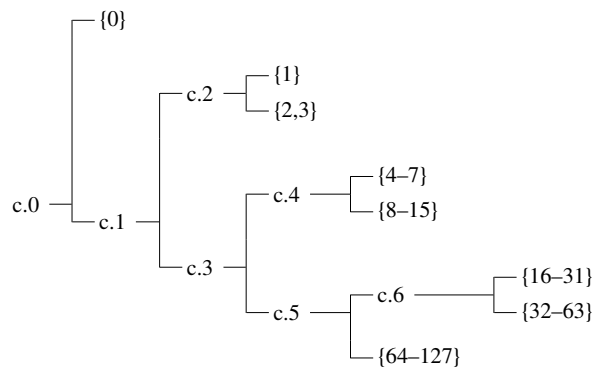 {0}
{1}
c.2
{2,3}
{4–7}
c.4
{8–15}
c.0
c.1
c.3
{16–31}
c.6
{32–63}
c.5
{64–127}